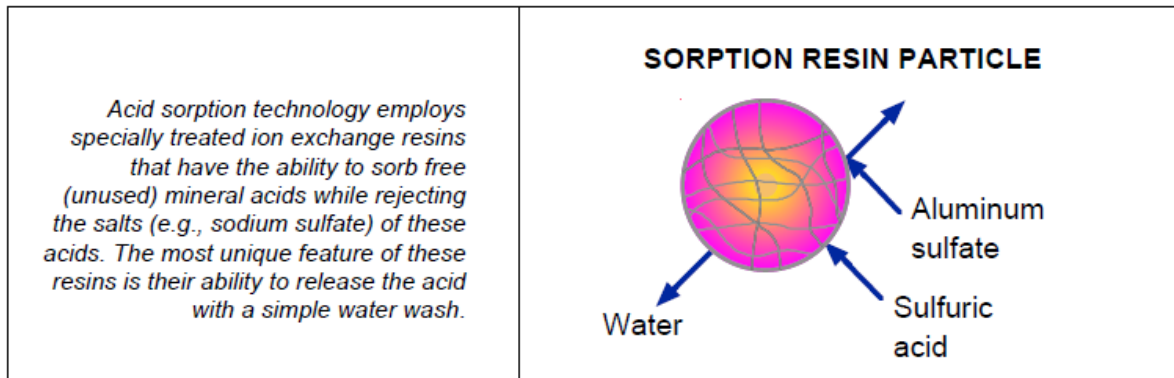 Acid sorption technology employs
specially treated ion exchange resins
that have the ability to sorb free
(unused) mineral acids while rejecting
the salts (e.g., sodium sulfate) of these
acids. The most unique feature of these
resins is their ability to release the acid
with a simple water wash.
SORPTION RESIN PARTICLE
Aluminum
sulfate
Sulfuric
acid
Water